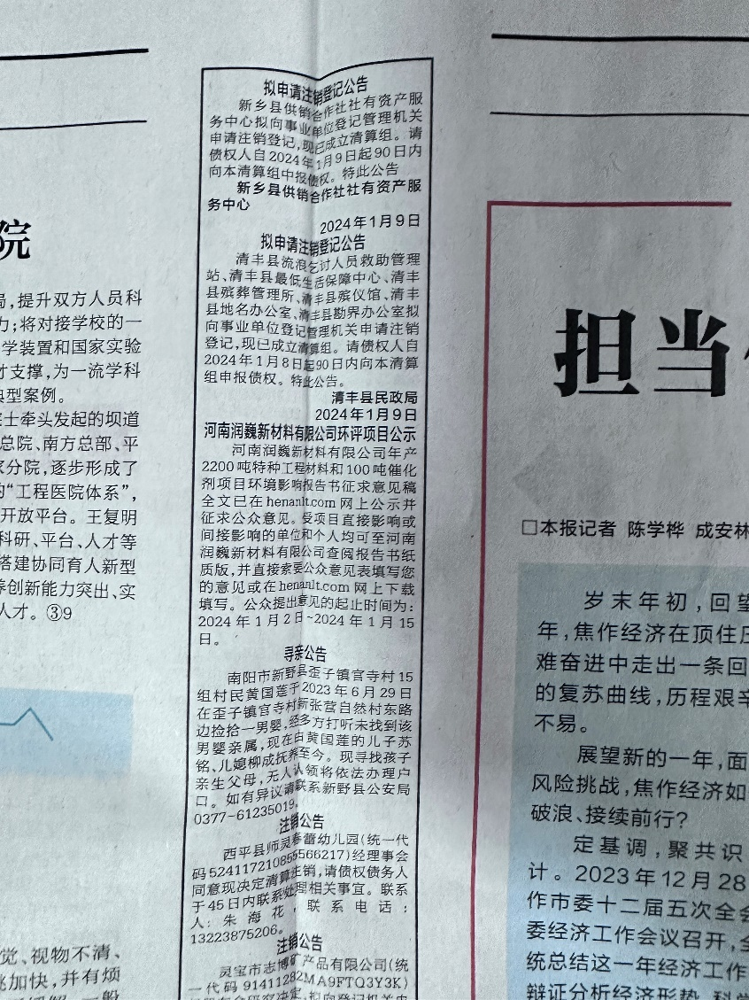 院
局，提升双方人员科
力；将对接学校的一
学装置和国家实验
才支撑，为一流学科
典型案例。
院士牵头发起的坝道
总院、南方总部、平
家分院，逐步形成了
的“工程医院体系”，
开放平台。王复明
科研、平台、人才等
搭建协同育人新型
养创新能力突出、实
人才。③9
觉、视物不清、
跳加快，并有烦
拟申请注销登记公告
新乡县供销合作社社有资产服
务中心拟向事业单位登记管理机关
申请注销登记，现已成立清算组。请
债权人自2024年1月9日起90日内
向本清算组中报债权。特此公告
新乡县供销合作社社有资产服
务中心
2024年1月9日
拟申请注销登记公告
清丰县流浪乞讨人员救助管理
站、清丰县最低生活保障中心、清丰
县殡葬管理所、清丰县殡仪馆、清丰
县地名办公室、清丰县勘界办公室拟
向事业单位登记管理机关申请注销
登记，现已成立清算组。请债权人自
2024年1月8日起90日内向本清算
组申报债权。特此公告。
清丰县民政局
2024年1月9日
河南润巍新材料有限公司环评项目公示
河南润巍新材料有限公司年产
2200吨特种工程材料和100吨催化
剂项目环境影响报告书征求意见稿
全文已在henanlt.com网上公示并
征求公众意见。受项目直接影响或
间接影响的单位和个人均可至河南
润巍新材料有限公司查阅报告书纸
质版，并直接索要公众意见表填写您
的意见或在henanlt.com网上下载
填写。公众提出意见的起止时间为：
2024年1月2日~2024年1月15
日。
寻亲公告
南阳市新野县歪子镇官寺村15
组村民黄国莲于2023年6月29日
在歪子镇官寺村新张营自然村东路
边捡拾一男婴，经多方打听未找到该
男婴亲属，现在由黄国莲的儿子苏
铭、儿媳柳成抚养至今。现寻找孩子
亲生父母，无人认领将依法办理户
口。如有异议请联系新野县公安局
0377-61235019。
注销公告
西平县师灵春蕾幼儿园（统一代
码52411721085566217）经理事会
同意现决定清算注销，请债权债务人
于45日内联系处理相关事宜。联系
人：朱海花，联系电话：
13223875206。
注销公告
灵宝市志博矿产品有限公司（统
一代码91411282MA9FTQ3Y3K）
担当
□本报记者 陈学桦 成安林
岁末年初，回望
年，焦作经济在顶住压
难奋进中走出一条回
的复苏曲线，历程艰辛
不易。
展望新的一年，面
风险挑战，焦作经济如
破浪、接续前行？
定基调，聚共识
计。2023年12月28
作市委十二届五次全会
委经济工作会议召开，全
统总结这一年经济工作
辩证分析经济形势，科学